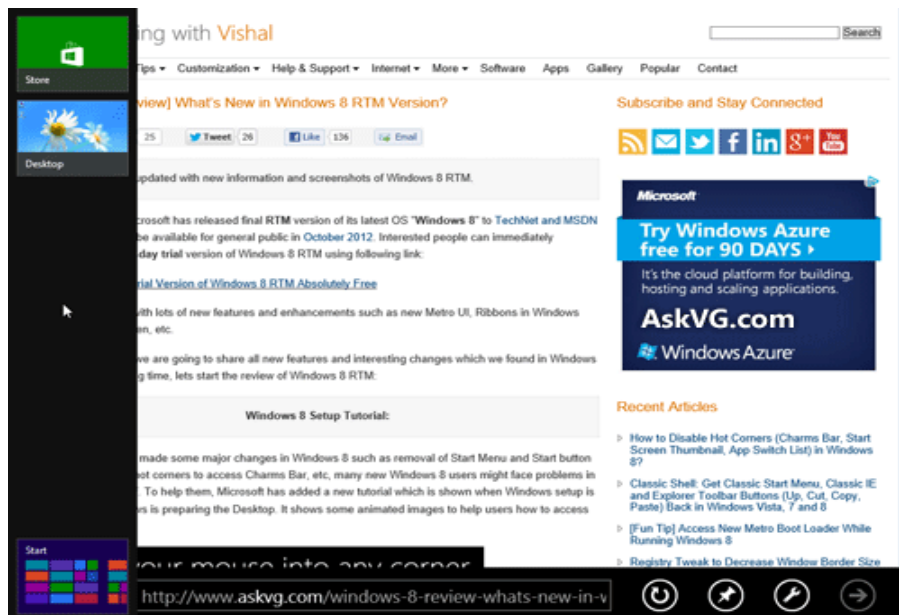 Store
Desktop
Start
ing with Vishal
Search
Tips
Customization
Help & Support
Internet
More
Software
Apps
Gallery
Popular
Contact
view] What's New in Windows 8 RTM Version?
25
Tweet
26
Like
136
Email
updated with new information and screenshots of Windows 8 RTM.
crosoft has released final RTM version of its latest OS "Windows 8" to TechNet and MSDN
be available for general public in October 2012. Interested people can immediately
day trial version of Windows 8 RTM using following link:
rial Version of Windows 8 RTM Absolutely Free
with lots of new features and enhancements such as new Metro UI, Ribbons in Windows
en, etc.
we are going to share all new features and interesting changes which we found in Windows
g time, lets start the review of Windows 8 RTM:
Windows 8 Setup Tutorial:
made some major changes in Windows 8 such as removal of Start Menu and Start button
ot corners to access Charms Bar, etc, many new Windows 8 users might face problems in
. To help them, Microsoft has added a new tutorial which is shown when Windows setup is
ws is preparing the Desktop. It shows some animated images to help users how to access
your mouse into any corner
Subscribe and Stay Connected
You
Tube
Microsoft
Try Windows Azure
free for 90 DAYS
It's the cloud platform for building,
hosting and scaling applications.
AskVG.com
Windows Azure
Recent Articles
How to Disable Hot Corners (Charms Bar, Start
Screen Thumbnail, App Switch List) in Windows
8?
Classic Shell: Get Classic Start Menu, Classic IE
and Explorer Toolbar Buttons (Up, Cut, Copy,
Paste) Back in Windows Vista, 7 and 8
[Fun Tip] Access New Metro Boot Loader While
Running Windows 8
Registry Tweak to Decrease Window Border Size
http://www.askvg.com/windows-8-review-whats-new-in-w